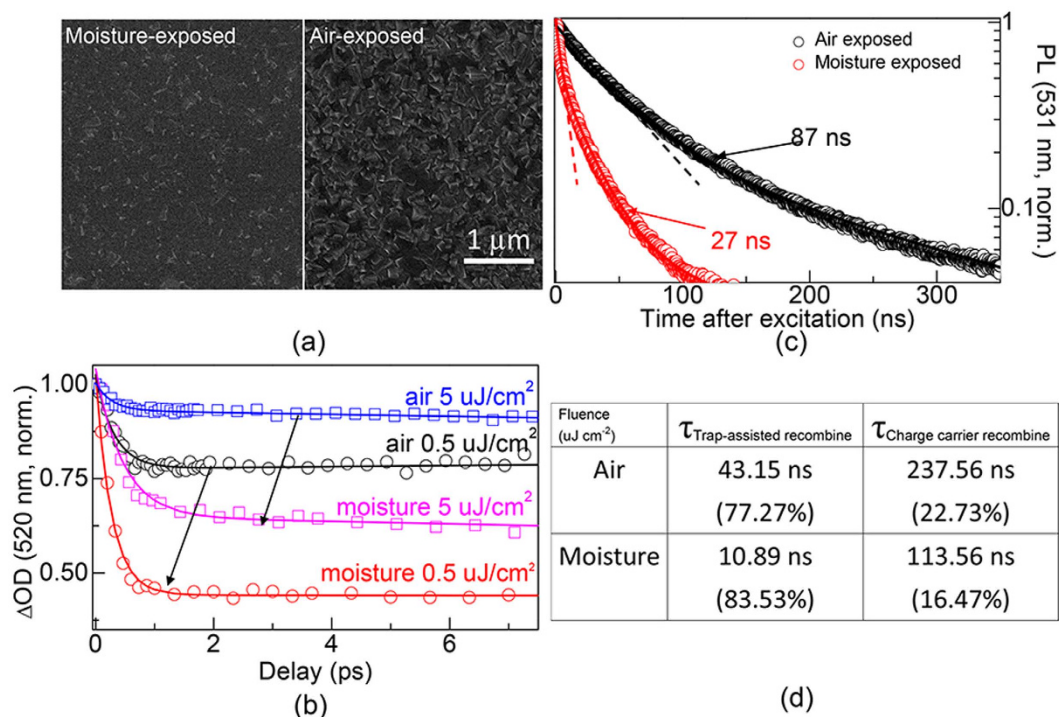 Moisture-exposed
Air-exposed
1 μm
(a)
Air exposed
Moisture exposed
87 ns
27 ns
1
0.1
PL (531 nm, norm.)
0 100 200 300
Time after excitation (ns)
(c)
ΔOD (520 nm, norm.)
1.00
0.75
0.50
air 5 uJ/cm²
air 0.5 uJ/cm²
moisture 5 uJ/cm²
moisture 0.5 uJ/cm²
0 2 4 6
Delay (ps)
(b)
Fluence
(uJ cm⁻²)
τTrap-assisted recombine
τCharge carrier recombine
Air
43.15 ns
(77.27%)
237.56 ns
(22.73%)
Moisture
10.89 ns
(83.53%)
113.56 ns
(16.47%)
(d)